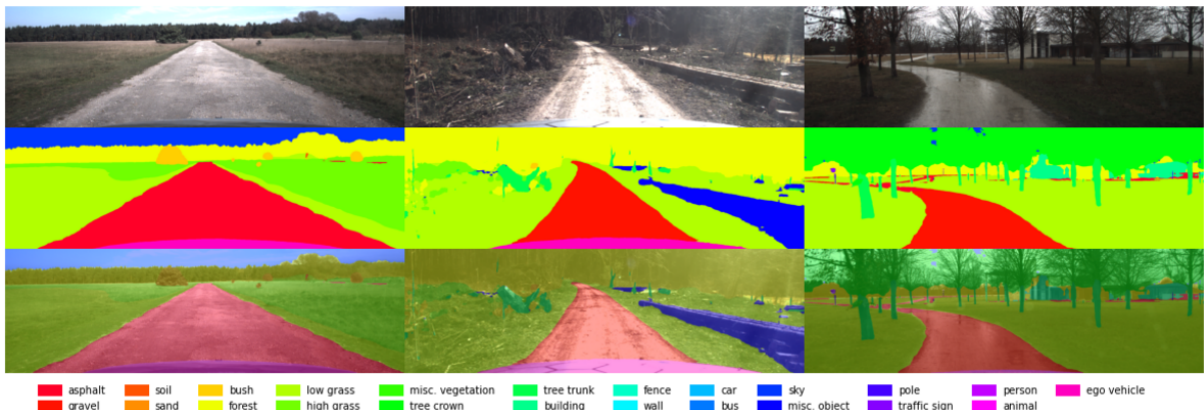 asphalt soil bush low grass misc. vegetation tree trunk fence car sky pole person ego vehicle
gravel sand forest high grass tree crown building wall bus misc. object traffic sign animal